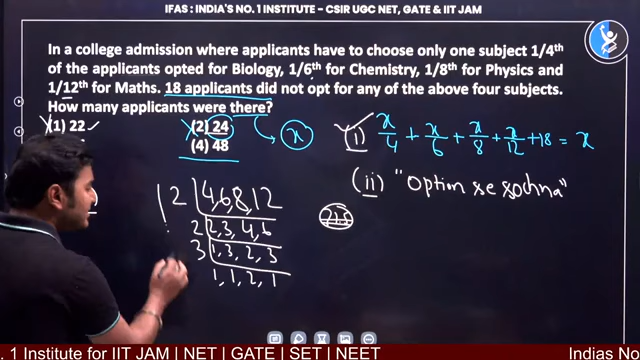 IFAS: INDIA'S NO. 1 INSTITUTE – CSIR UGC NET, GATE & IIT JAM
In a college admission where applicants have to choose only one subject 1/4th
of the applicants opted for Biology, 1/6th for Chemistry, 1/8th for Physics and
1/12th for Maths. 18 applicants did not opt for any of the above four subjects.
How many applicants were there?
(1) 22 ✓
(2) 24
(4) 48
x
(i) x/4 + x/6 + x/8 + x/12 + 18 = x
(ii) "Option se sochna"
2 | 4, 6, 8, 12
2 | 2, 3, 4, 6
3 | 1, 3, 2, 3
1, 1, 2, 1
. 1 Institute for IIT JAM | NET | GATE | SET | NEET
Indias No